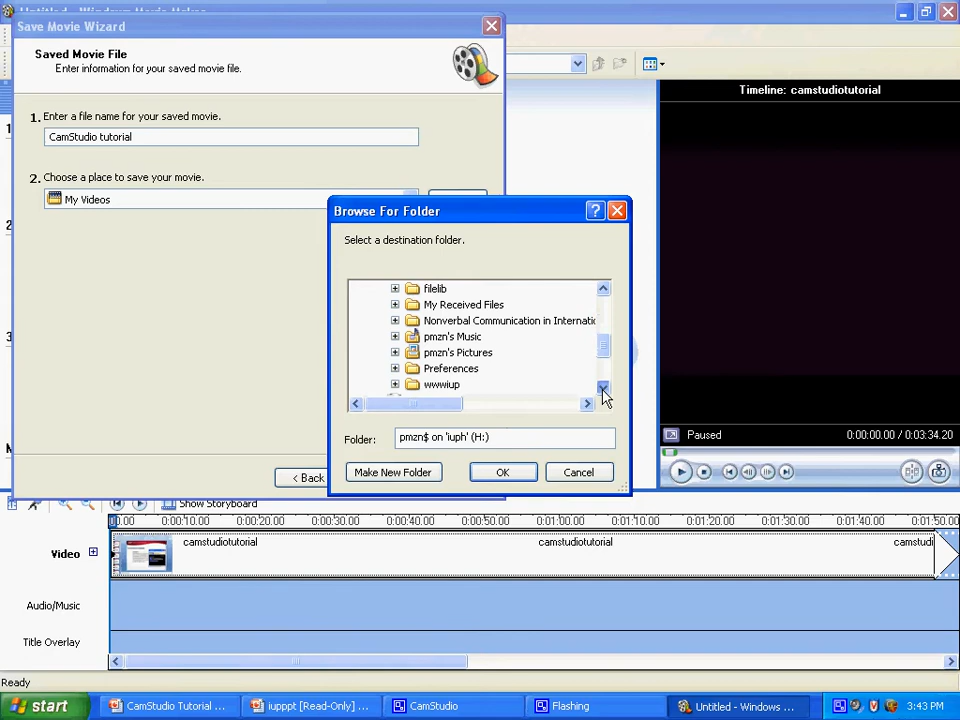 Untitled - Windows Movie Maker
Save Movie Wizard
Saved Movie File
Enter information for your saved movie file.
1. Enter a file name for your saved movie.
CamStudio tutorial
2. Choose a place to save your movie.
My Videos
Timeline: camstudiotutorial
Browse For Folder
Select a destination folder.
filelib
My Received Files
Nonverbal Communication in Internatio
pmzn's Music
pmzn's Pictures
Preferences
wwwiup
Folder: pmzn$ on 'iuph' (H:)
Make New Folder OK Cancel
< Back
Paused 0:00:00.00 / 0:03:34.20
Show Storyboard
0:00:10.00 0:00:20.00 0:00:30.00 0:00:40.00 0:00:50.00 0:01:00.00 0:01:10.00 0:01:20.00 0:01:30.00 0:01:40.00 0:01:50.00
Video camstudiotutorial camstudiotutorial camstudi
Audio/Music
Title Overlay
Ready
start CamStudio Tutorial ... iupppt [Read-Only] ... CamStudio Flashing Untitled - Windows ... 3:43 PM